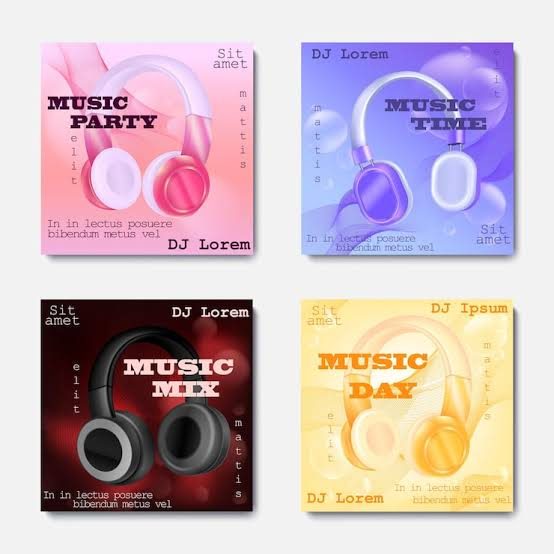 Sit
amet
MUSIC
PARTY
mattis
elit
In in lectus posuere
bibendum metus vel
DJ Lorem
DJ Lorem
elit
MUSIC
TIME
mattis
Sit
amet
In in lectus posuere
bibendum metus vel
Sit
amet
DJ Lorem
MUSIC
MIX
elit
mattis
In in lectus posuere
bibendum metus vel
Sit
amet
DJ Ipsum
MUSIC
DAY
mattis
elit
DJ Lorem
In in lectus posuere
bibendum metus vel